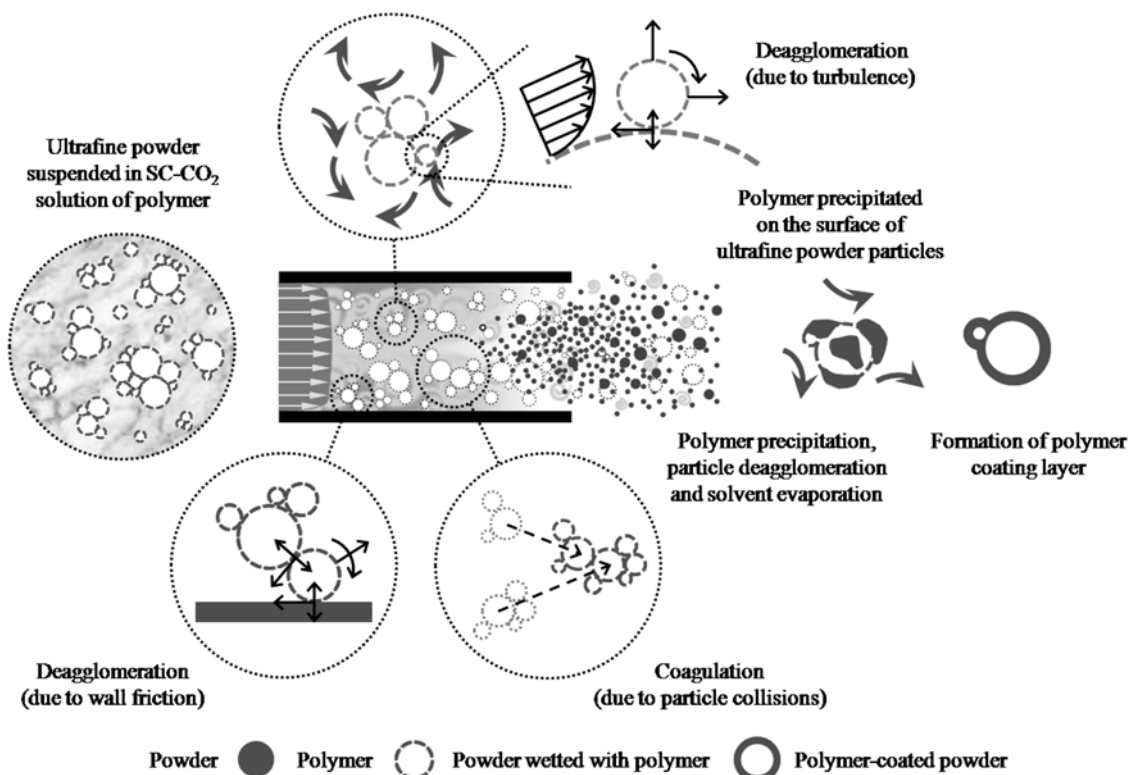 Deagglomeration
(due to turbulence)
Ultrafine powder
suspended in SC-CO₂
solution of polymer
Polymer precipitated
on the surface of
ultrafine powder particles
Polymer precipitation,
particle deagglomeration
and solvent evaporation
Formation of polymer
coating layer
Deagglomeration
(due to wall friction)
Coagulation
(due to particle collisions)
Powder Polymer Powder wetted with polymer Polymer-coated powder